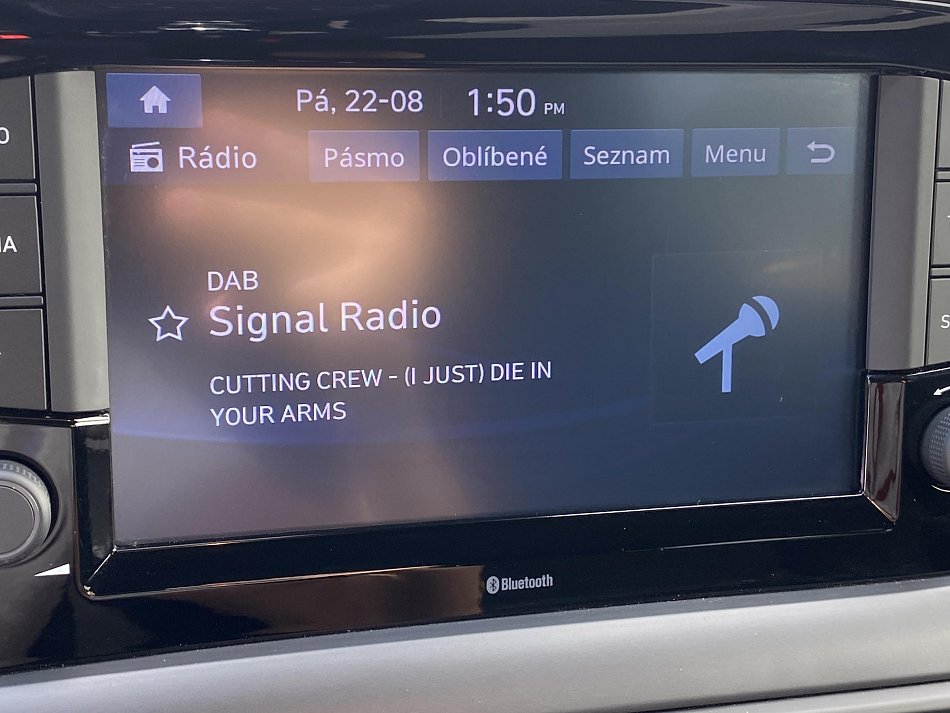 Pá, 22-08 1:50 PM
Rádio Pásmo Oblíbené Seznam Menu
DAB
Signal Radio
CUTTING CREW - (I JUST) DIE IN
YOUR ARMS
Bluetooth